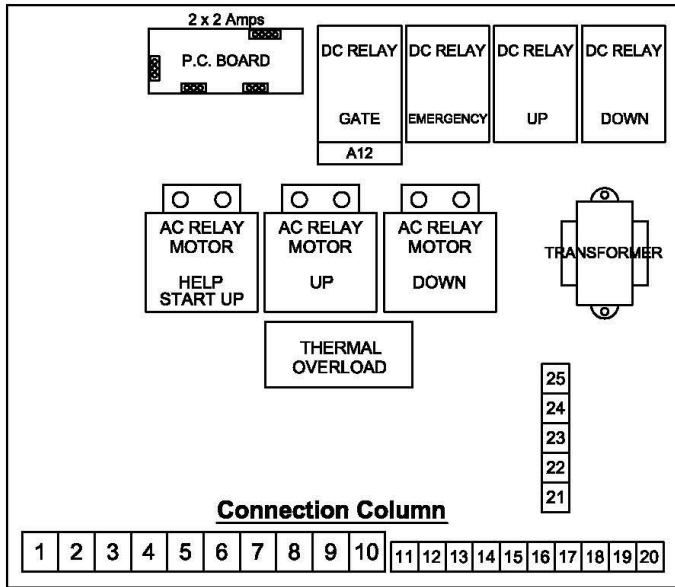 2 x 2 Amps
P.C. BOARD
DC RELAY
GATE
A12
DC RELAY
EMERGENCY
DC RELAY
UP
DC RELAY
DOWN
AC RELAY
MOTOR
HELP
START UP
AC RELAY
MOTOR
UP
AC RELAY
MOTOR
DOWN
TRANSFORMER
THERMAL
OVERLOAD
25
24
23
22
21
Connection Column
1 2 3 4 5 6 7 8 9 10 11 12 13 14 15 16 17 18 19 20